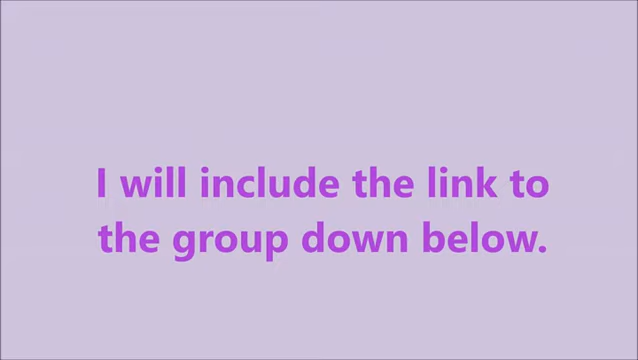 I will include the link to
the group down below.